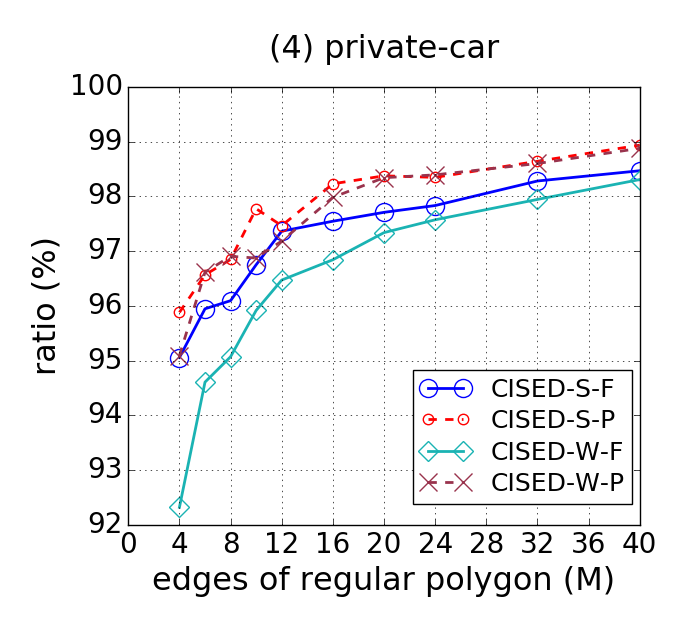 (4) private-car
100
99
98
97
96
95
94
93
92
ratio (%)
CISED-S-F
CISED-S-P
CISED-W-F
CISED-W-P
0 4 8 12 16 20 24 28 32 36 40
edges of regular polygon (M)